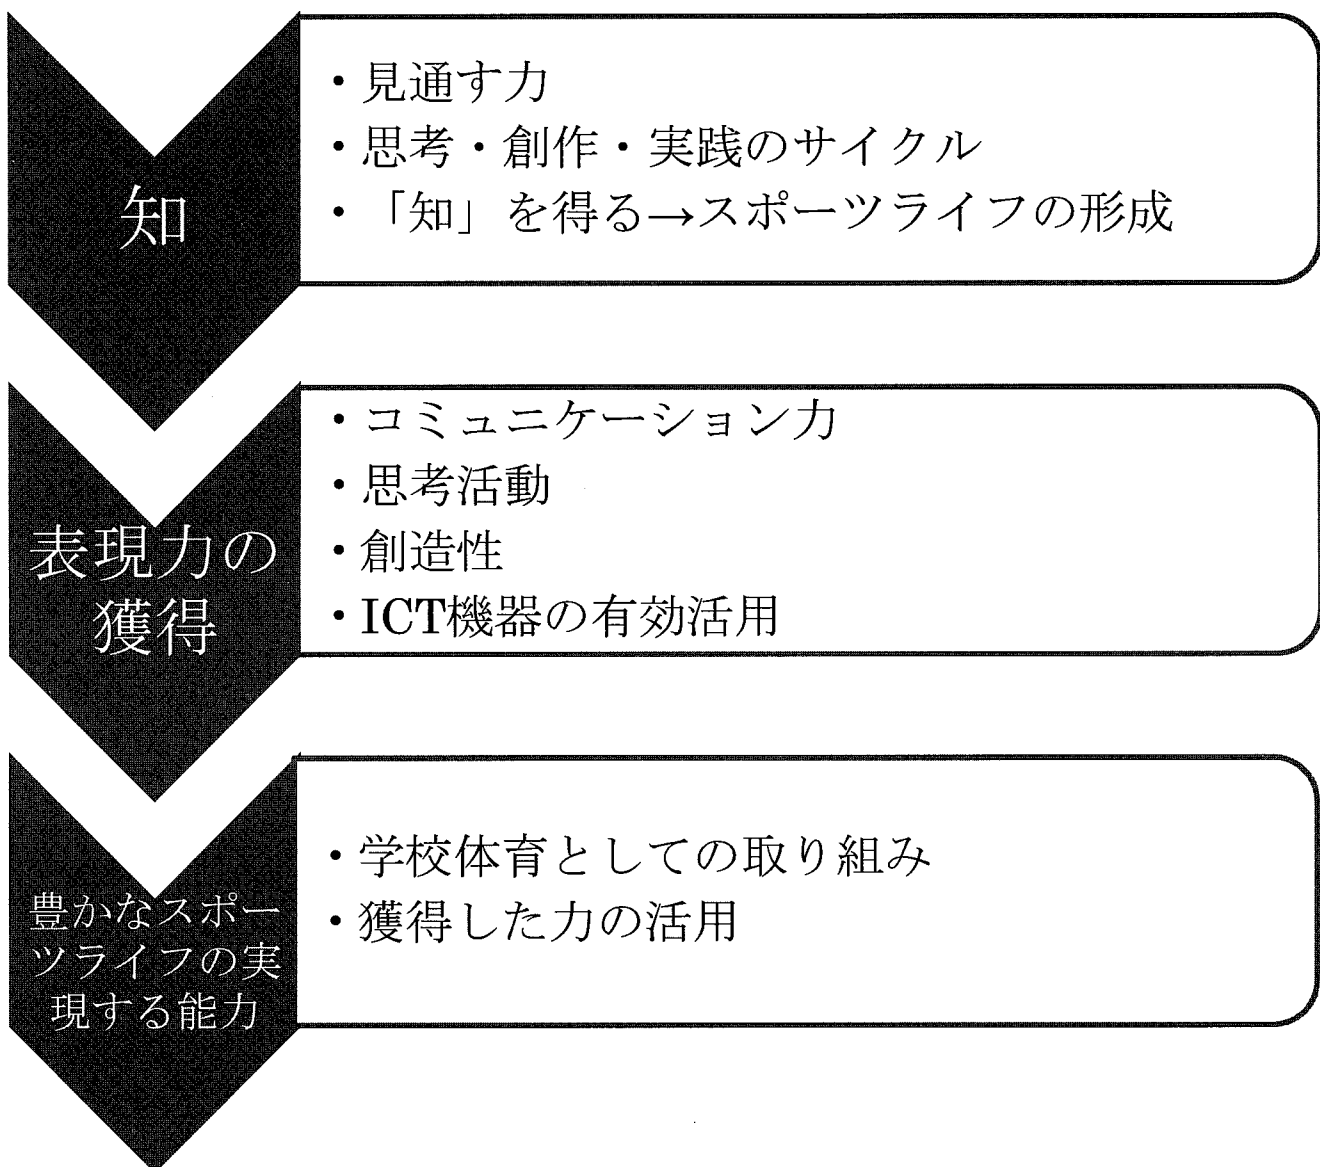 知
・見通す力
・思考・創作・実践のサイクル
・「知」を得る→スポーツライフの形成
表現力の
獲得
・コミュニケーション力
・思考活動
・創造性
・ICT機器の有効活用
豊かなスポー
ツライフの実
現する能力
・学校体育としての取り組み
・獲得した力の活用